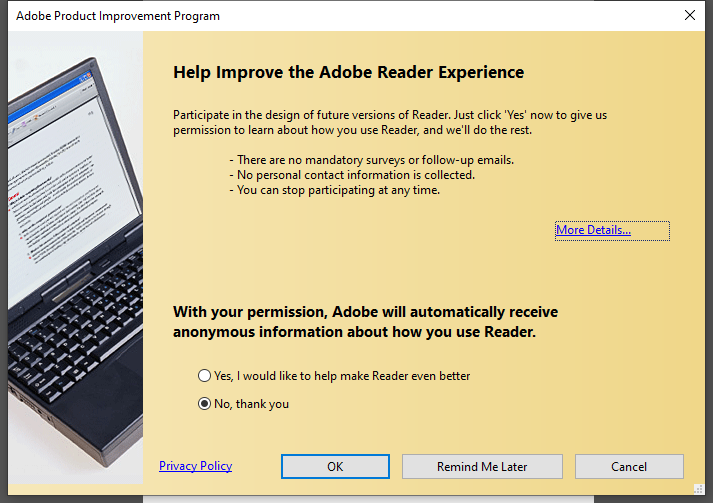 Adobe Product Improvement Program
Help Improve the Adobe Reader Experience
Participate in the design of future versions of Reader. Just click 'Yes' now to give us
permission to learn about how you use Reader, and we'll do the rest.
- There are no mandatory surveys or follow-up emails.
- No personal contact information is collected.
- You can stop participating at any time.
More Details...
With your permission, Adobe will automatically receive
anonymous information about how you use Reader.
Yes, I would like to help make Reader even better
No, thank you
Privacy Policy
OK
Remind Me Later
Cancel